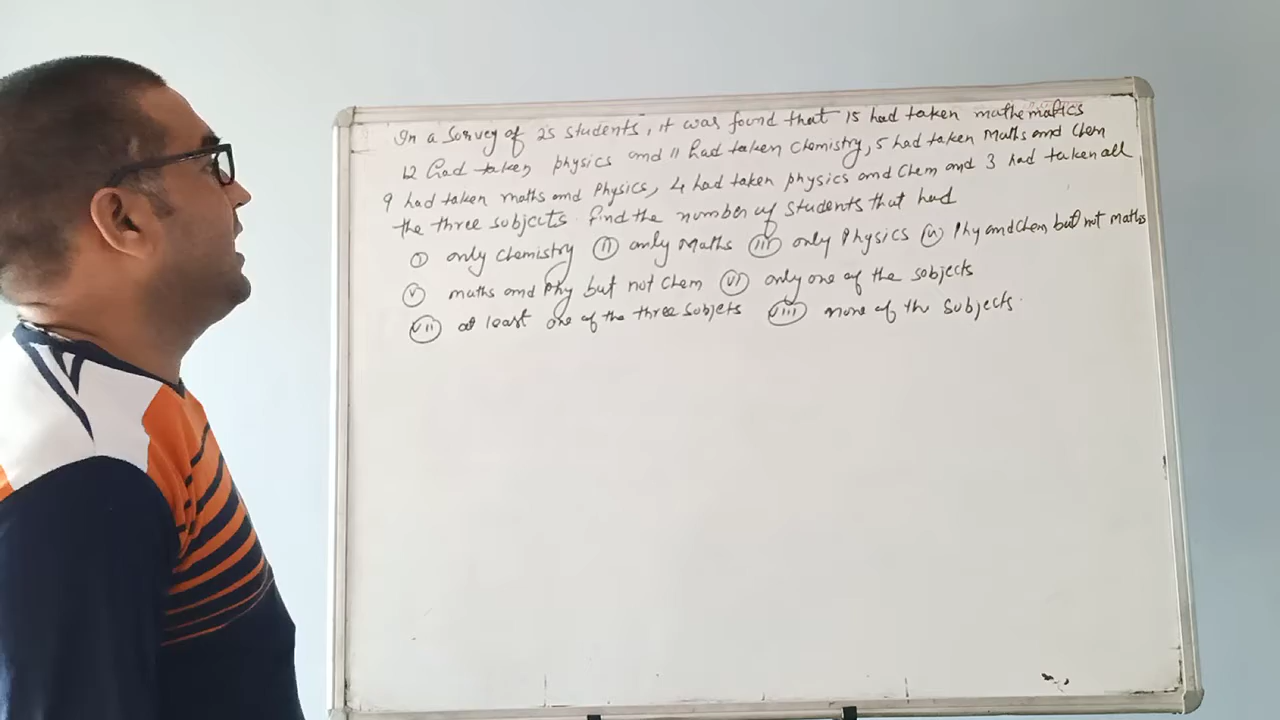 In a Survey of 25 students, it was found that 15 had taken mathematics
12 had taken physics and 11 had taken Chemistry, 5 had taken Maths and Chem
9 had taken maths and Physics, 4 had taken physics and Chem and 3 had taken all
the three subjects. find the number of students that had
(i) only Chemistry (ii) only Maths (iii) only Physics (iv) Phy and Chem but not Maths
(v) maths and Phy but not Chem (vi) only one of the sobjects
(vii) at least one of the three Subjets (viii) none of the Subjects.